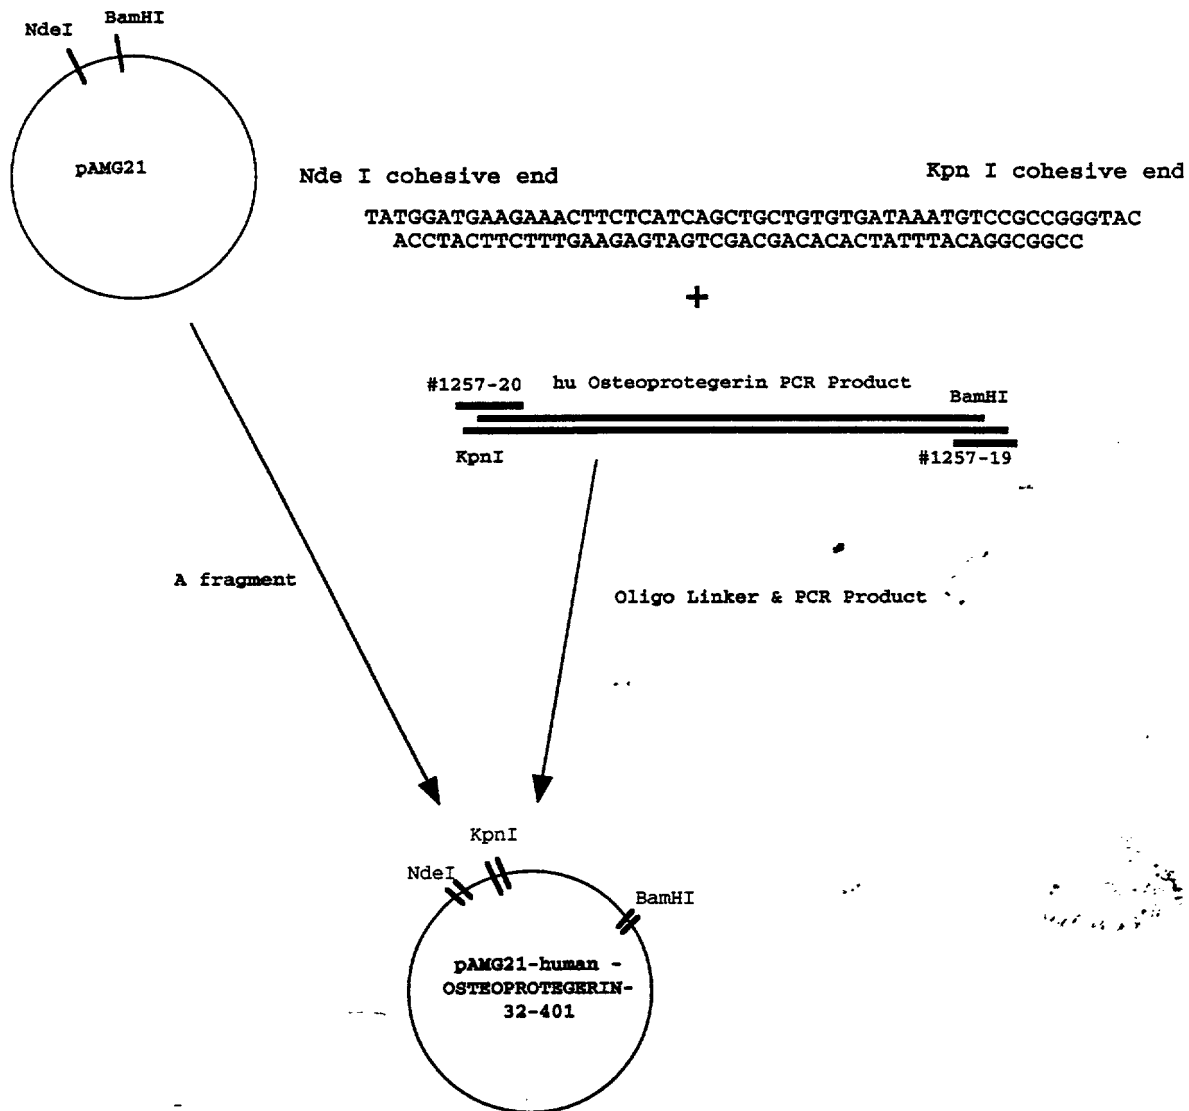 NdeI
BamHI
pAMG21
Nde I cohesive end
Kpn I cohesive end
TATGGATGAAGAAACTTCTCATCAGCTGCTGTGTGATAAATGTCCGCCGGGTAC
ACCTACTTCTTTGAAGAGTAGTCGACGACACACTATTTACAGGCGGCC
+
#1257-20
hu Osteoprotegerin PCR Product
BamHI
KpnI
#1257-19
A fragment
Oligo Linker & PCR Product
KpnI
NdeI
BamHI
pAMG21-human -
OSTEOPROTEGERIN-
32-401